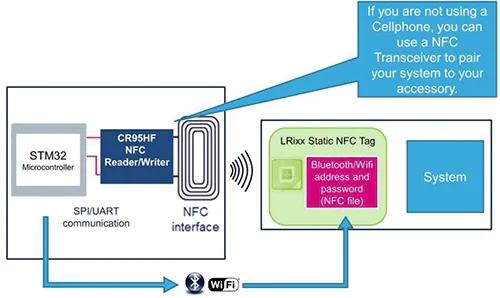 If you are not using a
Cellphone, you can
use a NFC
Transceiver to pair
your system to your
accessory.
CR95HF
NFC
Reader/Writer
STM32
Microcontroller
SPI/UART
communication
NFC
interface
LRixx Static NFC Tag
Bluetooth/Wifi
address and
password
(NFC file)
System
WiFi